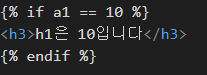 {% if a1 == 10 %}
<h3>h1은 10입니다</h3>
{% endif %}